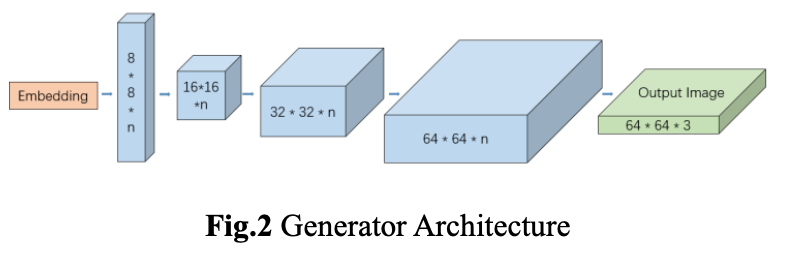 Embedding
8
*
8
*
n
16*16
*n
32 * 32 * n
64 * 64 * n
Output Image
64 * 64 * 3
Fig.2 Generator Architecture